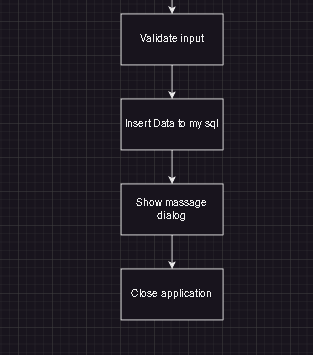 Validate input
Insert Data to my sql
Show massage
dialog
Close application